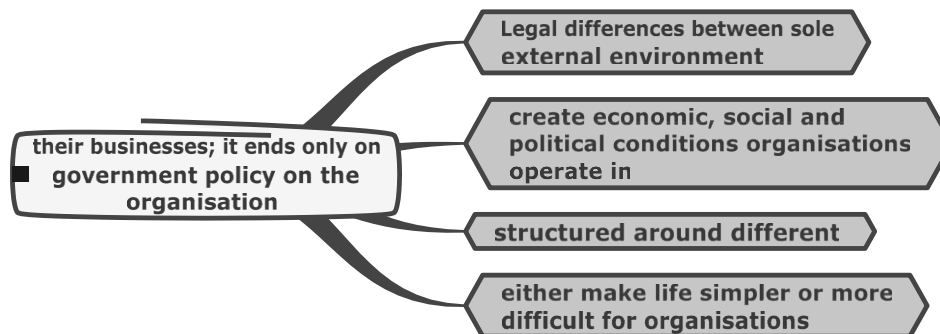 their businesses; it ends only on
government policy on the
organisation
Legal differences between sole
external environment
create economic, social and
political conditions organisations
operate in
structured around different
either make life simpler or more
difficult for organisations